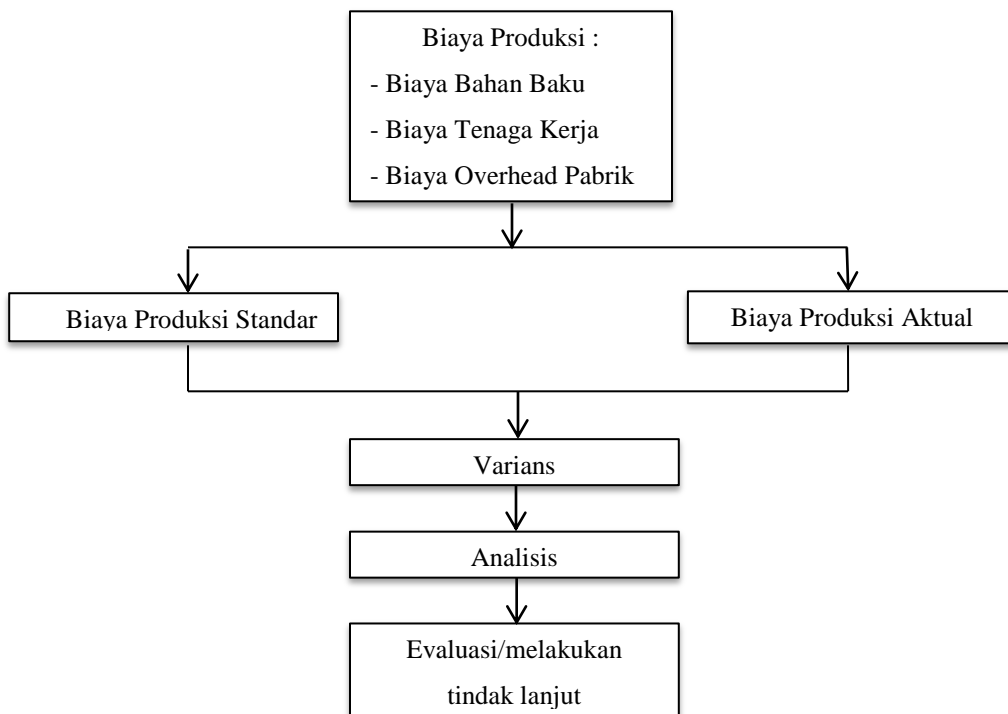 Biaya Produksi :
- Biaya Bahan Baku
- Biaya Tenaga Kerja
- Biaya Overhead Pabrik
Biaya Produksi Standar
Biaya Produksi Aktual
Varians
Analisis
Evaluasi/melakukan
tindak lanjut